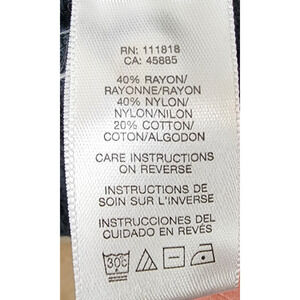 RN: 111818
CA: 45885
40% RAYON/
RAYONNE/RAYON
40% NYLON/
NYLON/NILON
20% COTTON/
COTON/ALGODON
CARE INSTRUCTIONS
ON REVERSE
INSTRUCTIONS DE
SOIN SUR L'INVERSE
INSTRUCCIONES DEL
CUIDADO EN REVÉS
30C